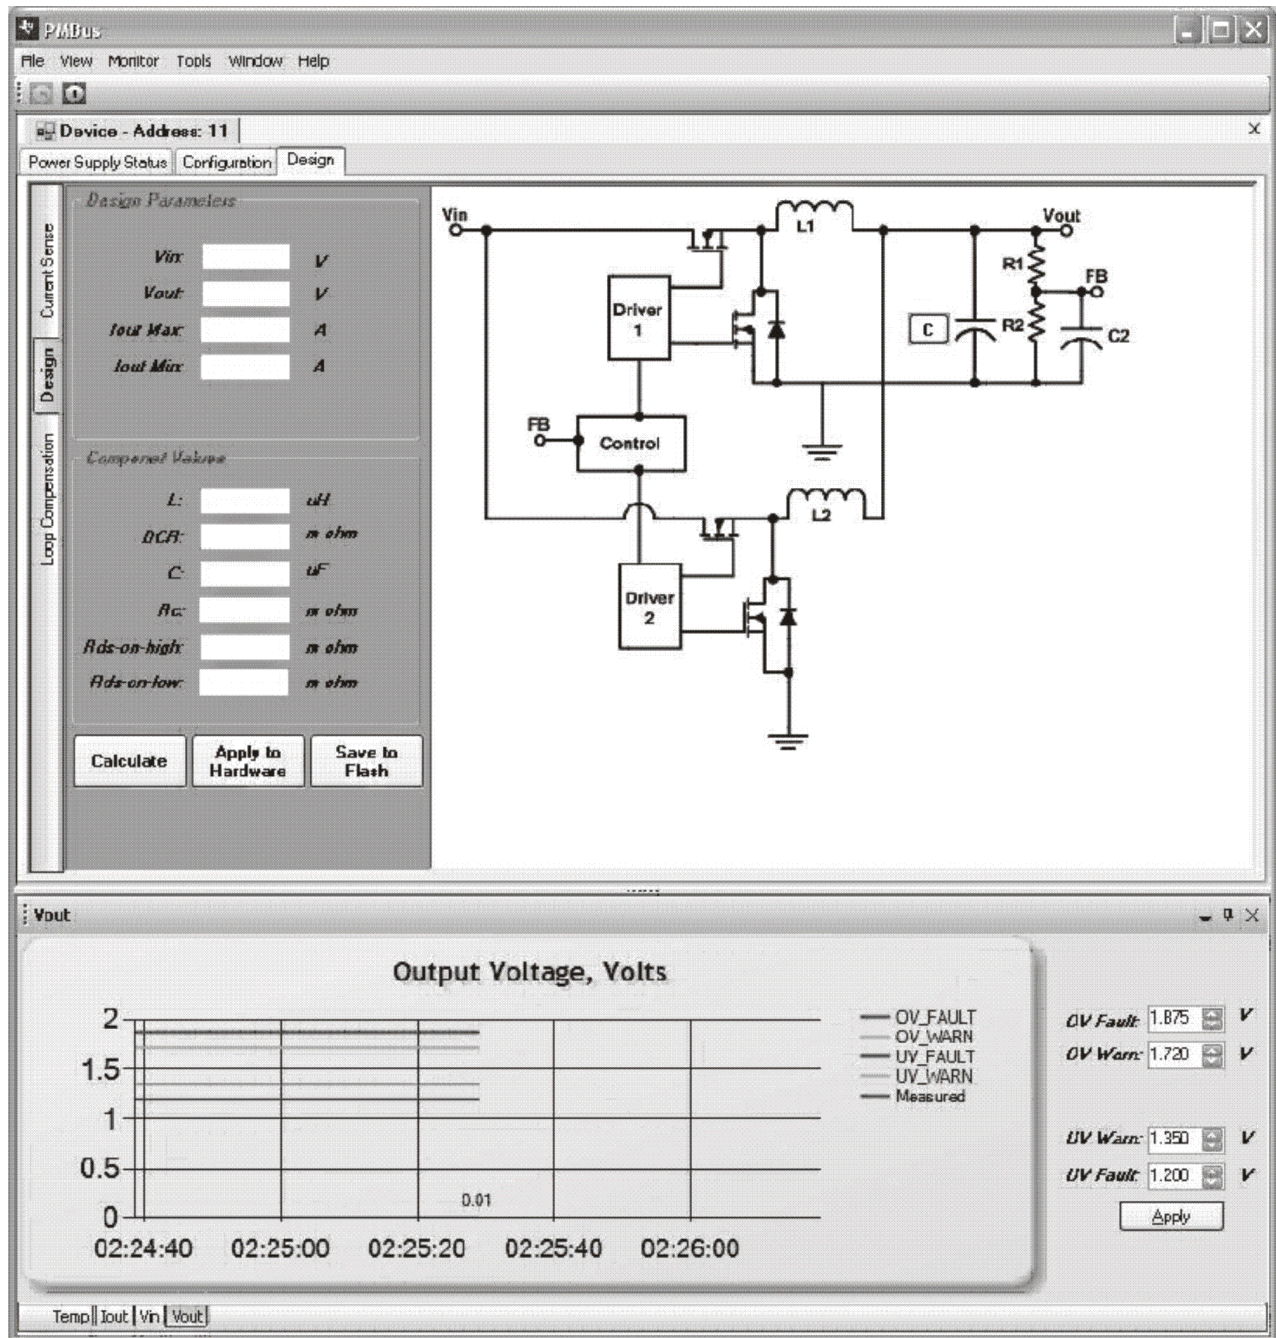 PMBus
File View Monitor Tools Window Help
Device - Address: 11
Power Supply Status Configuration Design
Current Sense
Design
Loop Compensation
Design Parameters
Vin: V
Vout: V
Iout Max: A
Iout Min: A
Componet Values
L: uH
DCR: m ohm
C: uF
Rc: m ohm
Rds-on-high: m ohm
Rds-on-low: m ohm
Calculate
Apply to
Hardware
Save to
Flash
Vin
L1
Vout
R1
FB
Driver
1
C
R2
C2
FB
Control
L2
Driver
2
Vout
Output Voltage, Volts
2
1.5
1
0.5
0
0.01
02:24:40 02:25:00 02:25:20 02:25:40 02:26:00
OV_FAULT
OV_WARN
UV_FAULT
UV_WARN
Measured
OV Fault: 1.875 V
OV Warn: 1.720 V
UV Warn: 1.350 V
UV Fault: 1.200 V
Apply
Temp Iout Vin Vout